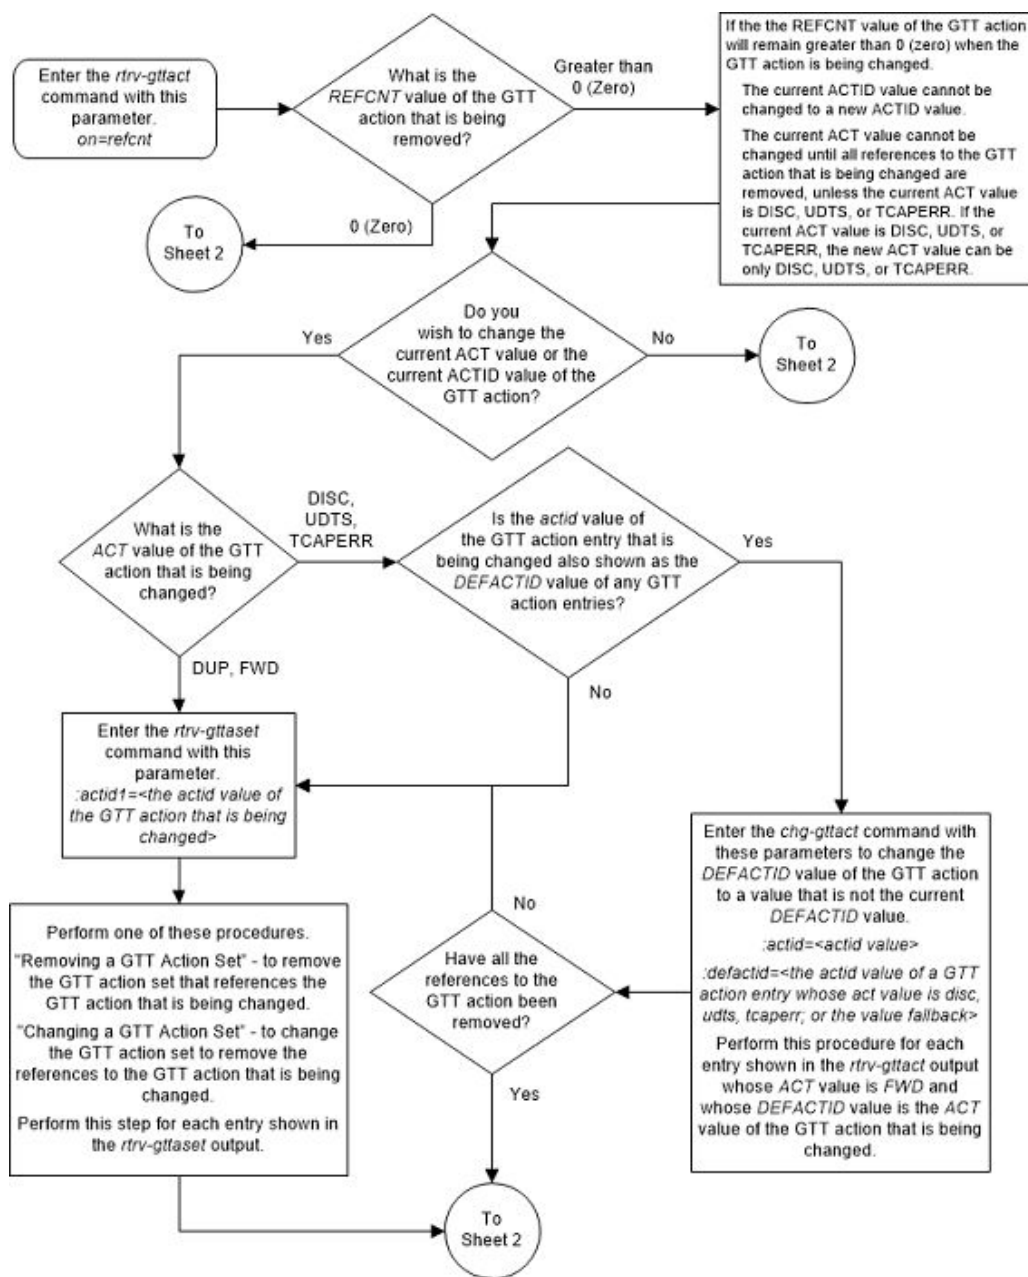 Enter the rtrv-gttact
command with this
parameter.
on=refcnt
What is the
REFCNT value of the GTT
action that is being
removed?
Greater than
0 (Zero)
If the the REFCNT value of the GTT action
will remain greater than 0 (zero) when the
GTT action is being changed.
The current ACTID value cannot be
changed to a new ACTID value.
The current ACT value cannot be
changed until all references to the GTT
action that is being changed are
removed, unless the current ACT value
is DISC, UDTS, or TCAPERR. If the
current ACT value is DISC, UDTS, or
TCAPERR, the new ACT value can be
only DISC, UDTS, or TCAPERR.
0 (Zero)
To
Sheet 2
Do you
wish to change the
current ACT value or the
current ACTID value of the
GTT action?
Yes
No
To
Sheet 2
What is the
ACT value of the GTT
action that is being
changed?
DISC,
UDTS,
TCAPERR
Is the actid value of
the GTT action entry that is
being changed also shown as the
DEFACTID value of any GTT
action entries?
Yes
DUP, FWD
No
Enter the rtrv-gttaset
command with this
parameter.
:actid1=<the actid value of
the GTT action that is being
changed>
Enter the chg-gttact command with
these parameters to change the
DEFACTID value of the GTT action
to a value that is not the current
DEFACTID value.
:actid=<actid value>
:defactid=<the actid value of a GTT
action entry whose act value is disc,
udts, tcaperr; or the value fallback>
Perform this procedure for each
entry shown in the rtrv-gttact output
whose ACT value is FWD and
whose DEFACTID value is the ACT
value of the GTT action that is being
changed.
Perform one of these procedures.
"Removing a GTT Action Set" - to remove
the GTT action set that references the
GTT action that is being changed.
"Changing a GTT Action Set" - to change
the GTT action set to remove the
references to the GTT action that is being
changed.
Perform this step for each entry shown in
the rtrv-gttaset output.
No
Have all the
references to the
GTT action been
removed?
Yes
To
Sheet 2